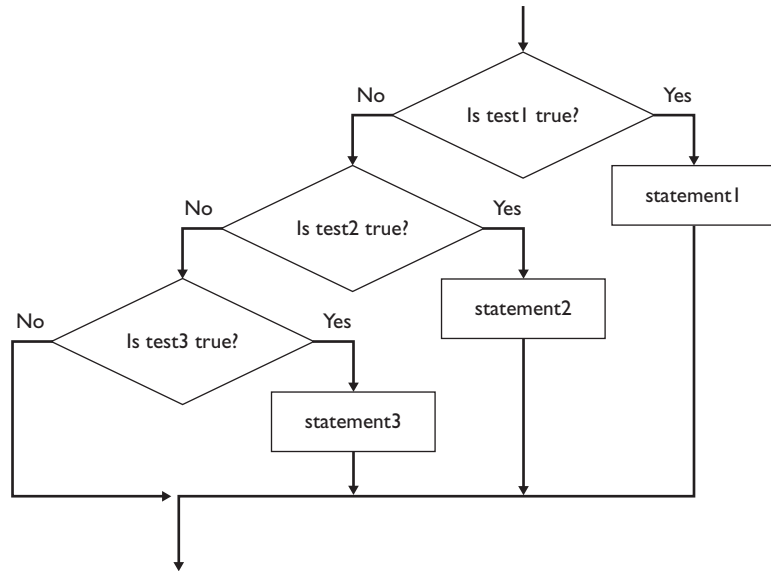 Is test1 true?
No
Yes
statement1
Is test2 true?
No
Yes
statement2
Is test3 true?
No
Yes
statement3